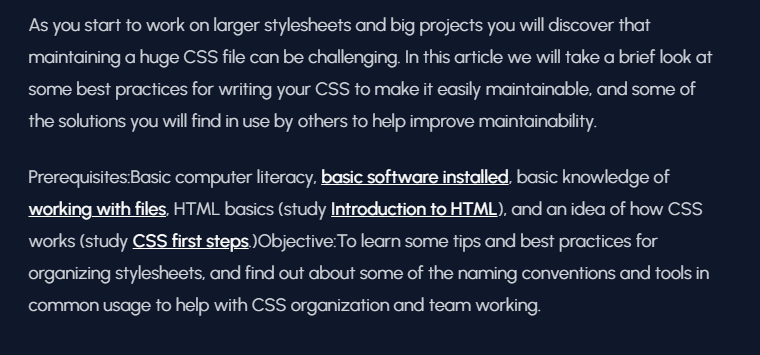 As you start to work on larger stylesheets and big projects you will discover that
maintaining a huge CSS file can be challenging. In this article we will take a brief look at
some best practices for writing your CSS to make it easily maintainable, and some of
the solutions you will find in use by others to help improve maintainability.
Prerequisites:Basic computer literacy, basic software installed, basic knowledge of
working with files, HTML basics (study Introduction to HTML), and an idea of how CSS
works (study CSS first steps.)Objective:To learn some tips and best practices for
organizing stylesheets, and find out about some of the naming conventions and tools in
common usage to help with CSS organization and team working.